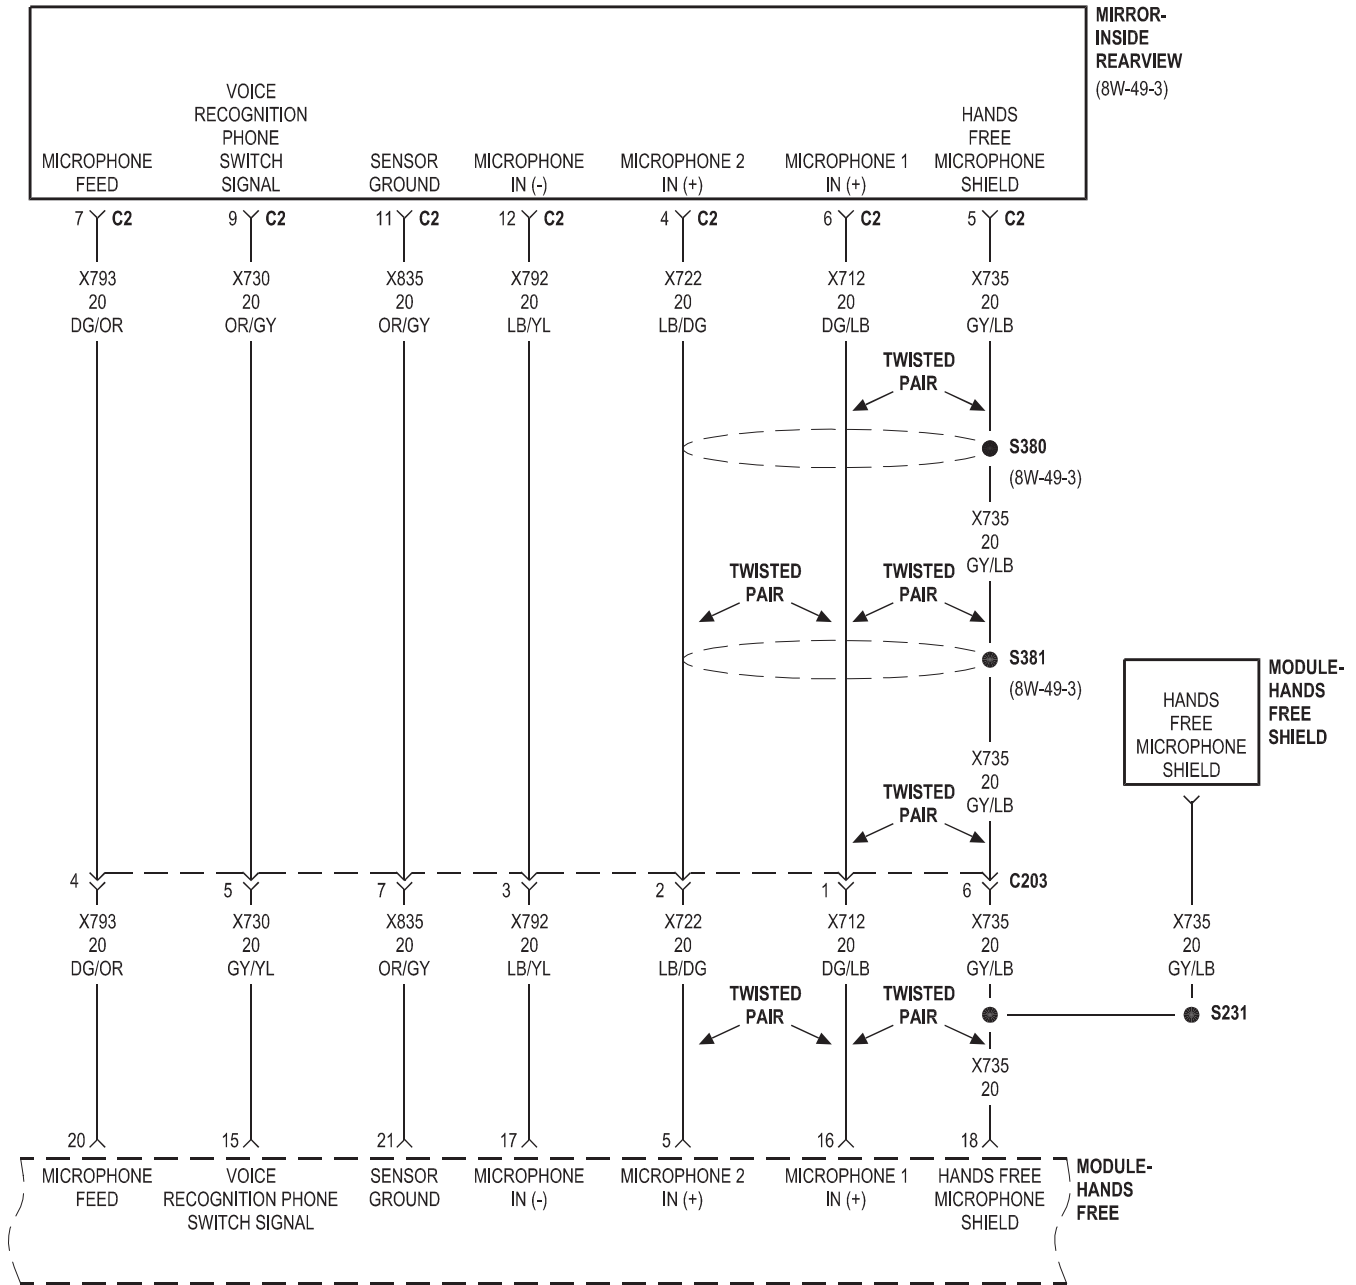 MIRROR-
INSIDE
REARVIEW
(8W-49-3)
MICROPHONE
FEED
VOICE
RECOGNITION
PHONE
SWITCH
SIGNAL
SENSOR
GROUND
MICROPHONE
IN (-)
MICROPHONE 2
IN (+)
MICROPHONE 1
IN (+)
HANDS
FREE
MICROPHONE
SHIELD
7 C2 9 C2 11 C2 12 C2 4 C2 6 C2 5 C2
X793 X730 X835 X792 X722 X712 X735
20 20 20 20 20 20 20
DG/OR OR/GY OR/GY LB/YL LB/DG DG/LB GY/LB
TWISTED
PAIR
S380
(8W-49-3)
X735
20
GY/LB
TWISTED
PAIR
TWISTED
PAIR
S381
(8W-49-3)
MODULE-
HANDS
FREE
SHIELD
HANDS
FREE
MICROPHONE
SHIELD
X735
20
GY/LB
TWISTED
PAIR
4 5 7 3 2 1 6 C203
X793 X730 X835 X792 X722 X712 X735 X735
20 20 20 20 20 20 20 20
DG/OR GY/YL OR/GY LB/YL LB/DG DG/LB GY/LB GY/LB
TWISTED
PAIR
TWISTED
PAIR
S231
X735
20
20 15 21 17 5 16 18
MICROPHONE
FEED
VOICE
RECOGNITION PHONE
SWITCH SIGNAL
SENSOR
GROUND
MICROPHONE
IN (-)
MICROPHONE 2
IN (+)
MICROPHONE 1
IN (+)
HANDS FREE
MICROPHONE
SHIELD
MODULE-
HANDS
FREE